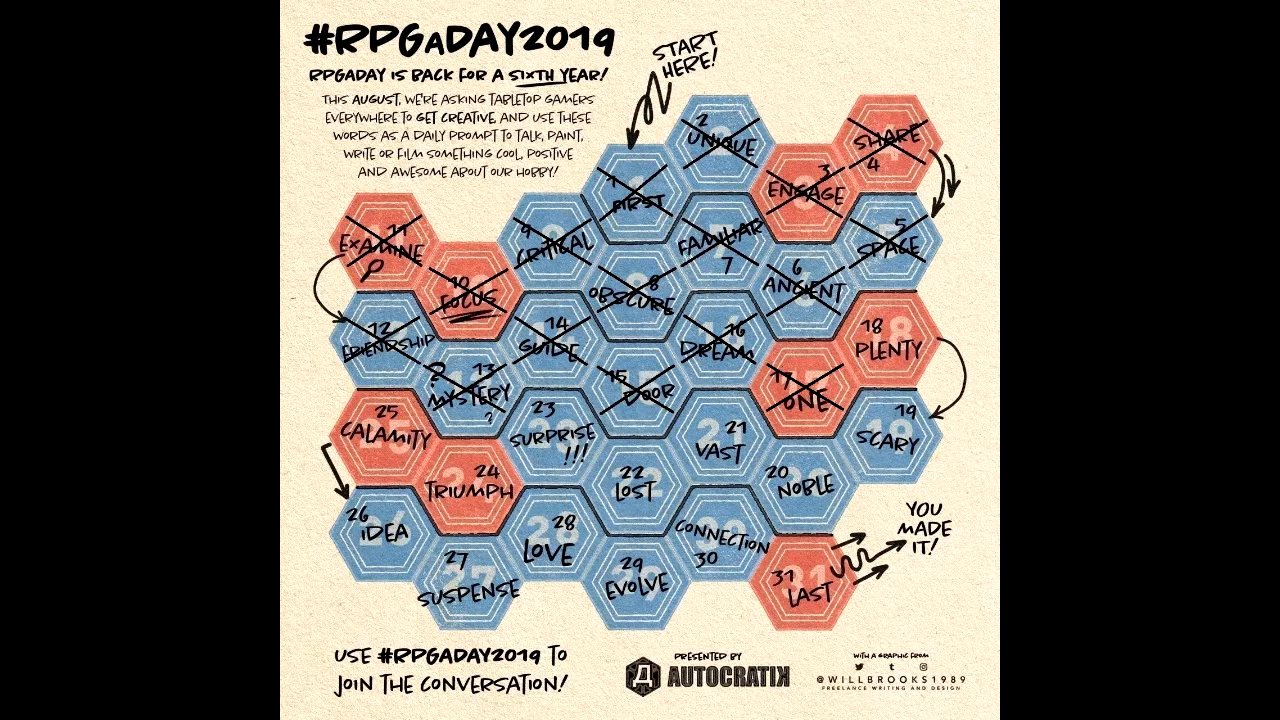 #RPGaDAY2019
RPGADAY IS BACK FOR A SIXTH YEAR!
THIS AUGUST, WE'RE ASKING TABLETOP GAMERS
EVERYWHERE TO GET CREATIVE AND USE THESE
WORDS AS A DAILY PROMPT TO TALK, PAINT,
WRITE OR FILM SOMETHING COOL, POSITIVE
AND AWESOME ABOUT OUR HOBBY!
START
HERE!
1
FIRST
2
UNIQUE
3
ENGAGE
SHARE
4
5
SPACE
6
ANCIENT
FAMILIAR
7
8
OBSCURE
9
CRITICAL
10
FOCUS
11
EXAMINE
12
FRIENDSHIP
?
13
MYSTERY
?
14
GUIDE
15
DOOR
16
DREAM
17
ONE
18
PLENTY
19
SCARY
20
NOBLE
21
VAST
22
LOST
23
SURPRISE
!!!
24
TRIUMPH
25
CALAMITY
26
IDEA
27
SUSPENSE
28
LOVE
29
EVOLVE
CONNECTION
30
31
LAST
YOU
MADE
IT!
USE #RPGADAY2019 TO
JOIN THE CONVERSATION!
PRESENTED BY
AUTOCRATIK
WITH A GRAPHIC FROM
@WILLBROOKS1989
FREELANCE WRITING AND DESIGN